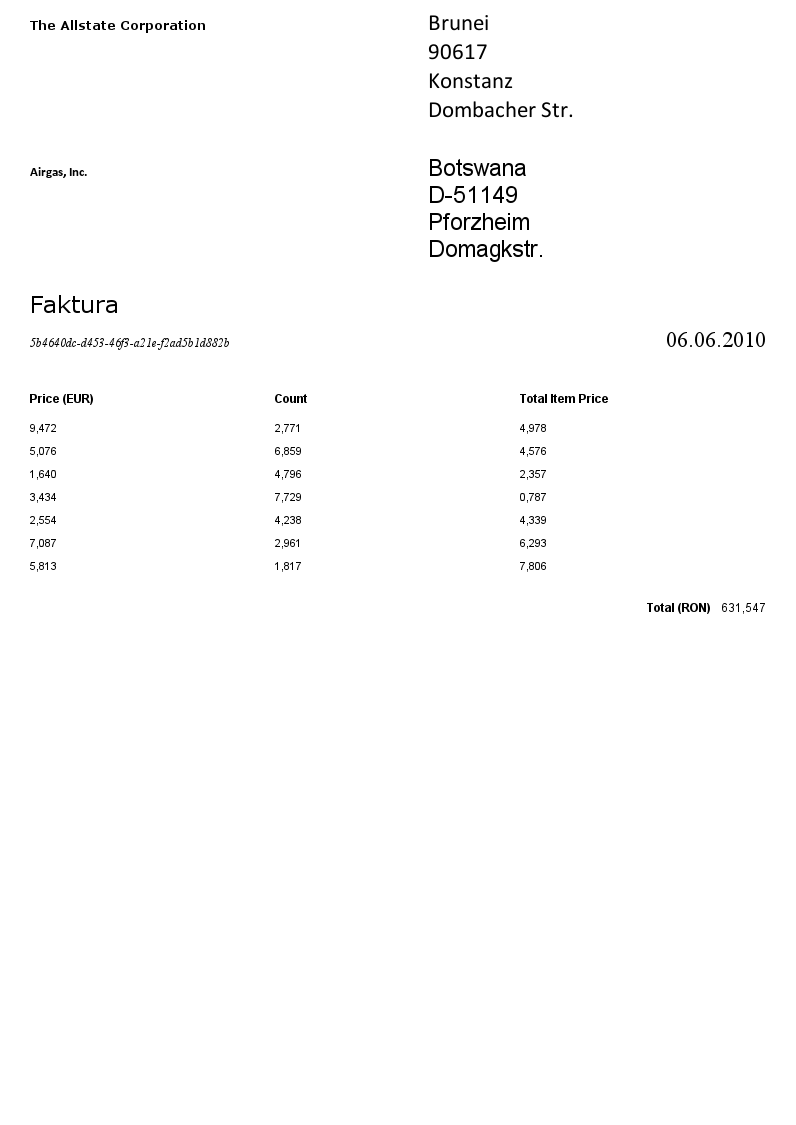 The Allstate Corporation
Brunei
90617
Konstanz
Dombacher Str.
Airgas, Inc.
Botswana
D-51149
Pforzheim
Domagkstr.
Faktura
5b4640dc-d453-46f3-a21e-f2ad5b1d882b 06.06.2010
Price (EUR) Count Total Item Price
9,472 2,771 4,978
5,076 6,859 4,576
1,640 4,796 2,357
3,434 7,729 0,787
2,554 4,238 4,339
7,087 2,961 6,293
5,813 1,817 7,806
Total (RON) 631,547